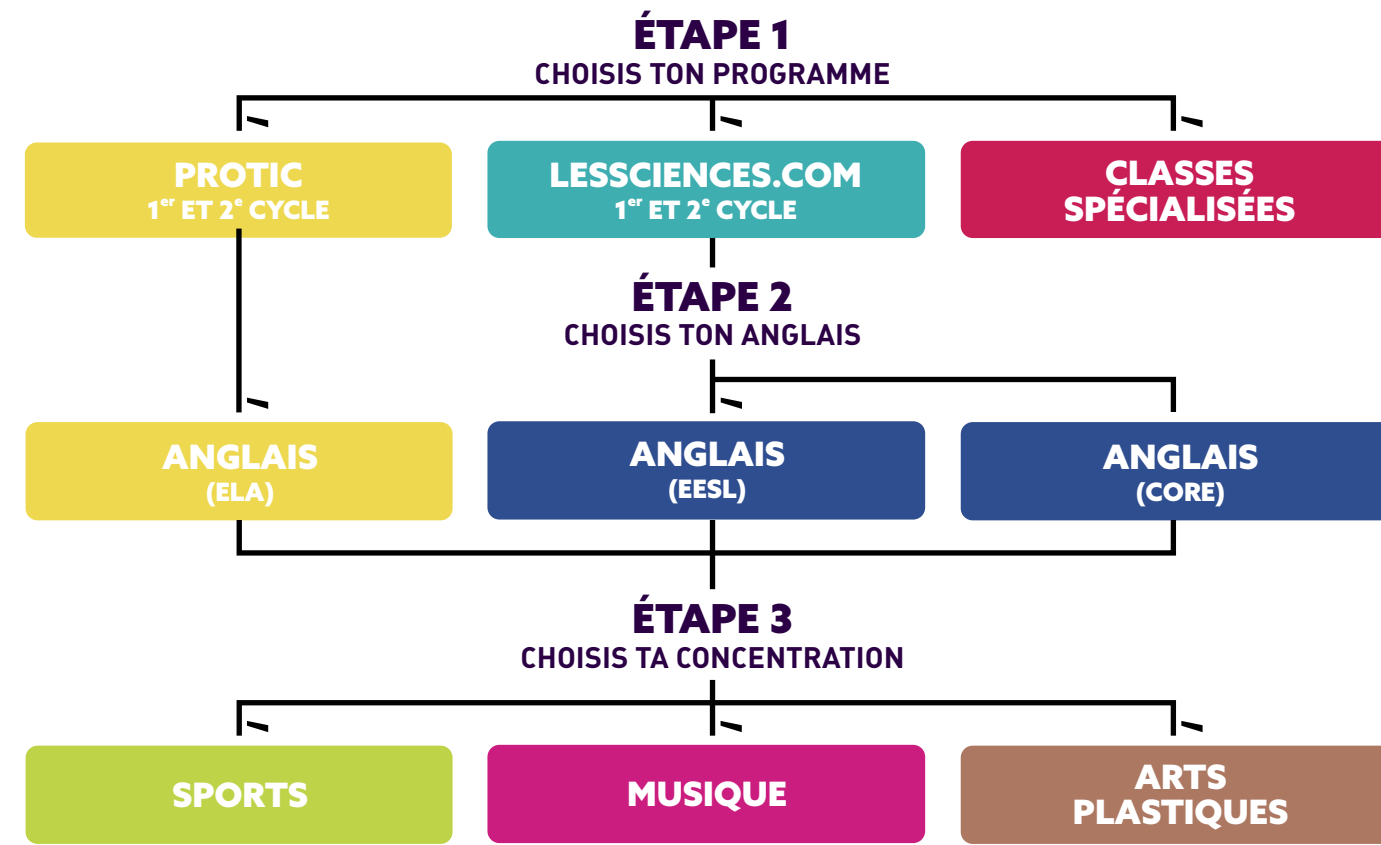 ÉTAPE 1
CHOISIS TON PROGRAMME
PROTIC
1er ET 2e CYCLE
LESSCIENCES.COM
1er ET 2e CYCLE
CLASSES
SPÉCIALISÉES
ÉTAPE 2
CHOISIS TON ANGLAIS
ANGLAIS
(ELA)
ANGLAIS
(EESL)
ANGLAIS
(CORE)
ÉTAPE 3
CHOISIS TA CONCENTRATION
SPORTS
MUSIQUE
ARTS
PLASTIQUES